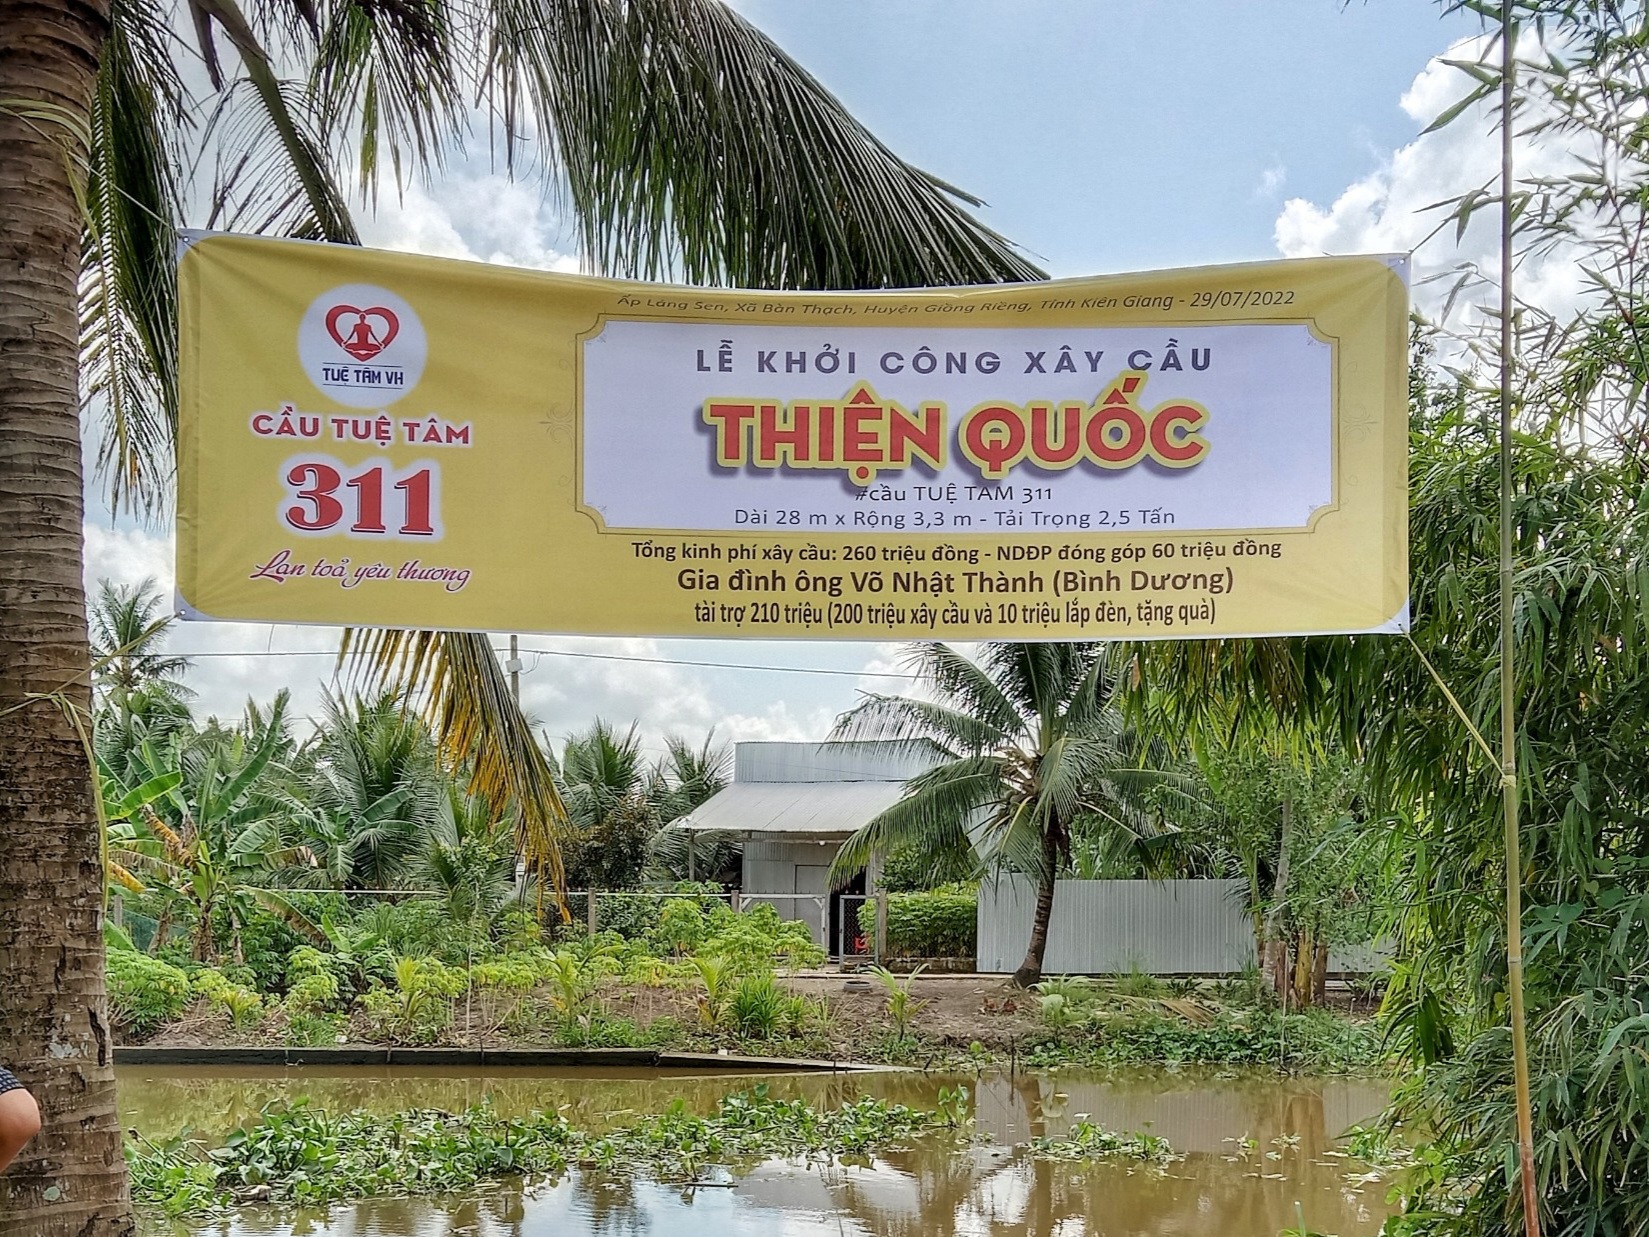 TUỆ TÂM VH
CẦU TUỆ TÂM
311
Lan toả yêu thương
Ấp Láng Sen, Xã Bàn Thạch, Huyện Giồng Riềng, Tỉnh Kiên Giang - 29/07/2022
LỄ KHỞI CÔNG XÂY CẦU
THIỆN QUỐC
#cầu TUỆ TÂM 311
Dài 28 m x Rộng 3,3 m - Tải Trọng 2,5 Tấn
Tổng kinh phí xây cầu: 260 triệu đồng - NDĐP đóng góp 60 triệu đồng
Gia đình ông Võ Nhật Thành (Bình Dương)
tài trợ 210 triệu (200 triệu xây cầu và 10 triệu lắp đèn, tặng quà)